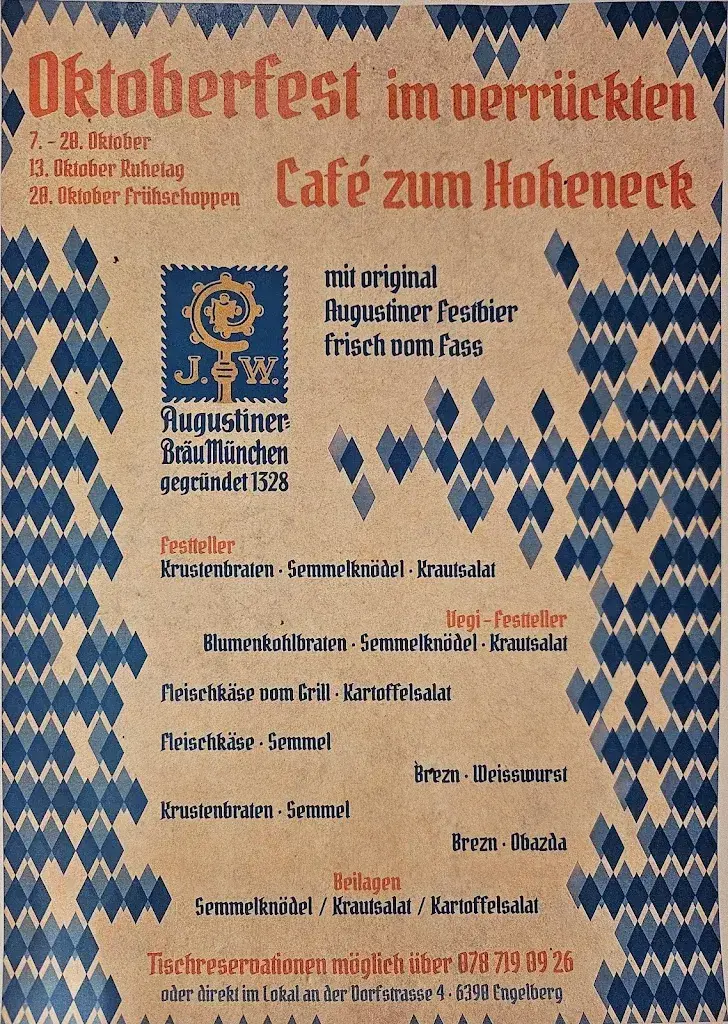 Oktoberfest im verrückten
7. - 28. Oktober
13. Oktober Ruhetag
28. Oktober Frühschoppen
Café zum Hoheneck
mit original
Augustiner Festbier
frisch vom Fass
J. W.
Augustiner-
Bräu München
gegründet 1328
Festteller
Krustenbraten · Semmelknödel · Krautsalat
Vegi - Festteller
Blumenkohlbraten · Semmelknödel · Krautsalat
Fleischkäse vom Grill · Kartoffelsalat
Fleischkäse · Semmel
Brezn · Weisswurst
Krustenbraten · Semmel
Brezn · Obazda
Beilagen
Semmelknödel / Krautsalat / Kartoffelsalat
Tischreservationen möglich über 078 719 09 26
oder direkt im Lokal an der Dorfstrasse 4 · 6390 Engelberg